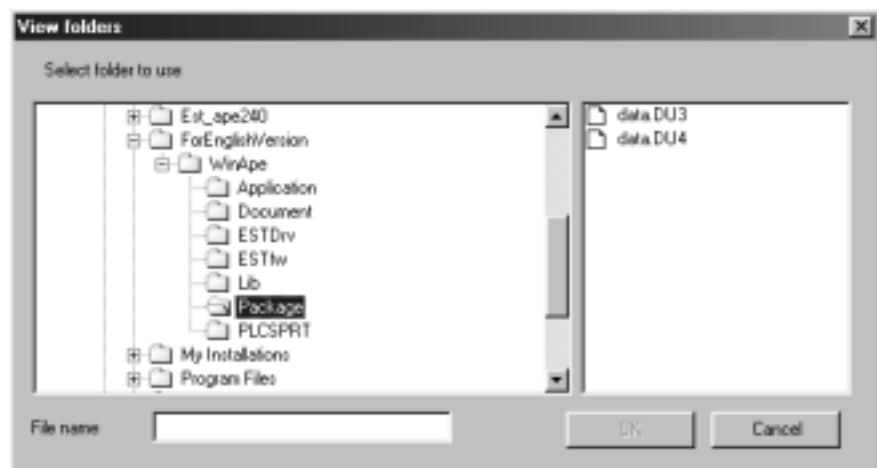 View folders
Select folder to use
Est_ape240
ForEnglishVersion
WinApe
Application
Document
ESTDrv
ESTfw
Lib
Package
PLCSPRT
My Installations
Program Files
data.DU3
data.DU4
File name
OK
Cancel